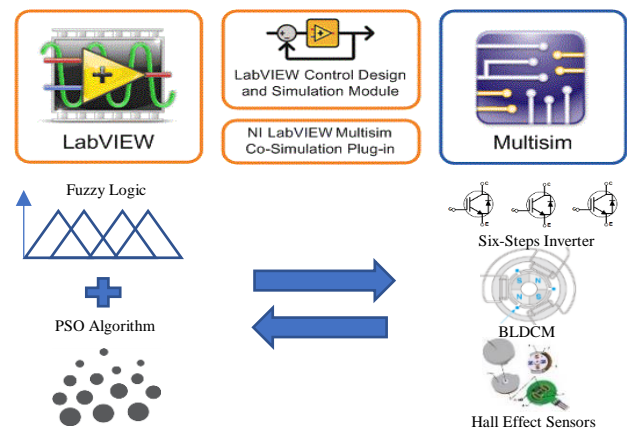 LabVIEW
LabVIEW Control Design
and Simulation Module
NI LabVIEW Multisim
Co-Simulation Plug-in
Multisim
Fuzzy Logic
PSO Algorithm
C
E
C
E
C
E
Six-Steps Inverter
S
N
N
S
BLDCM
Hall Effect Sensors